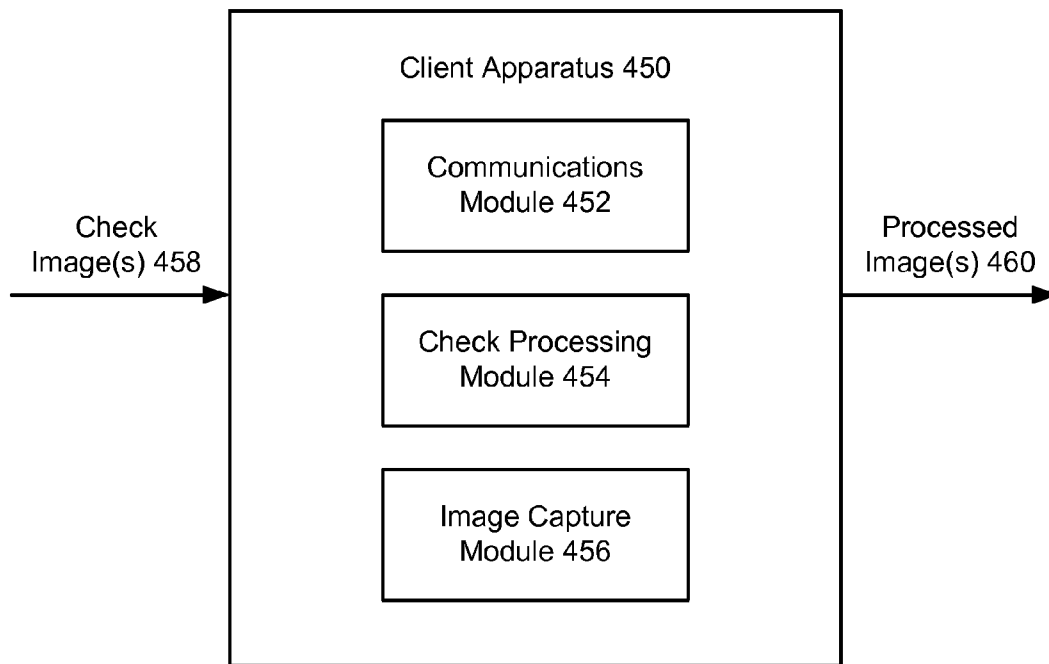 Client Apparatus 450
Communications
Module 452
Check
Image(s) 458
Processed
Image(s) 460
Check Processing
Module 454
Image Capture
Module 456